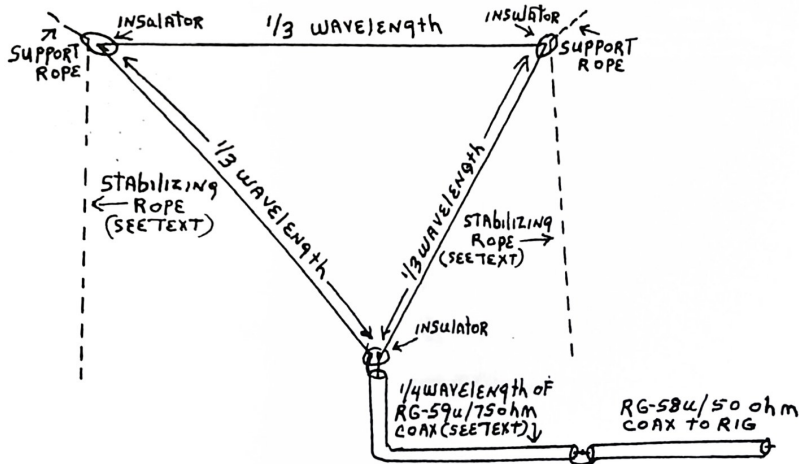 INSALATOR
1/3 WAVELENGTH
INSULATOR
SUPPORT
ROPE
SUPPORT
ROPE
1/3 WAVELENGTH
1/3 WAVELENGTH
STABILIZING
ROPE
(SEE TEXT)
STABILIZING
ROPE
(SEE TEXT)
INSULATOR
1/4 WAVELENGTH OF
RG-59U/75 ohm
COAX (SEE TEXT)
RG-58U/50 ohm
COAX TO RIG